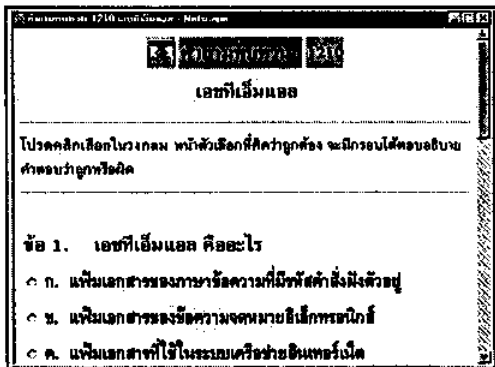 1210 - Netscape
1210
เอชทีเอ็มแอล
โปรดคลิกเลือกในวงกลม หน้าตัวเลือกที่คิดว่าถูกต้อง จะมีกรอบโต้ตอบอธิบาย
คำตอบว่าถูกหรือผิด
ข้อ 1. เอชทีเอ็มแอล คืออะไร
ก. แฟ้มเอกสารของภาษาข้อความที่มีรหัสคำสั่งฝังตัวอยู่
ข. แฟ้มเอกสารของข้อความจดหมายอิเล็กทรอนิกส์
ค. แฟ้มเอกสารที่ใช้ในระบบเครือข่ายอินเทอร์เน็ต